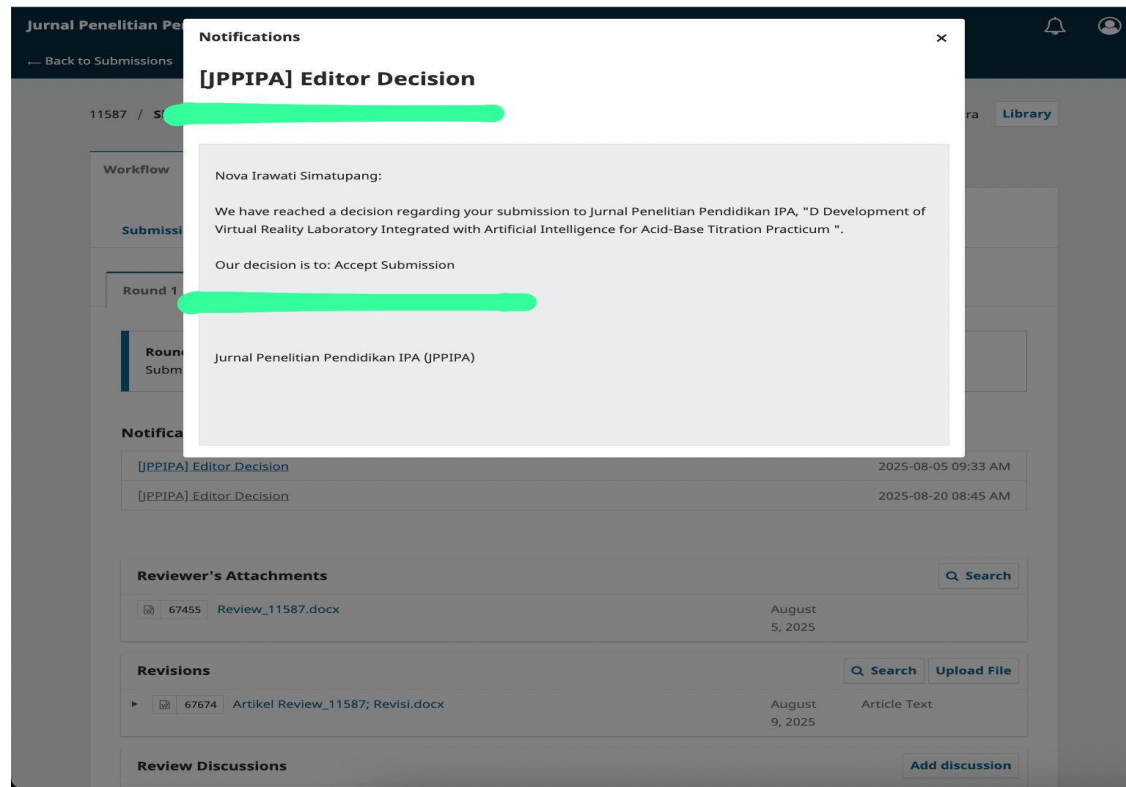 Jurnal Penelitian Pe
Notifications
← Back to Submissions
[JPPIPA] Editor Decision
11587 /
ra Library
Workflow
Nova Irawati Simatupang:
We have reached a decision regarding your submission to Jurnal Penelitian Pendidikan IPA, "D Development of
Virtual Reality Laboratory Integrated with Artificial Intelligence for Acid-Base Titration Practicum ".
Submissi
Our decision is to: Accept Submission
Round 1
Roun
Subm
Jurnal Penelitian Pendidikan IPA (JPPIPA)
Notifica
[JPPIPA] Editor Decision 2025-08-05 09:33 AM
[JPPIPA] Editor Decision 2025-08-20 08:45 AM
Reviewer's Attachments Search
67455 Review_11587.docx August
5, 2025
Revisions Search Upload File
67674 Artikel Review_11587; Revisi.docx August Article Text
9, 2025
Review Discussions Add discussion